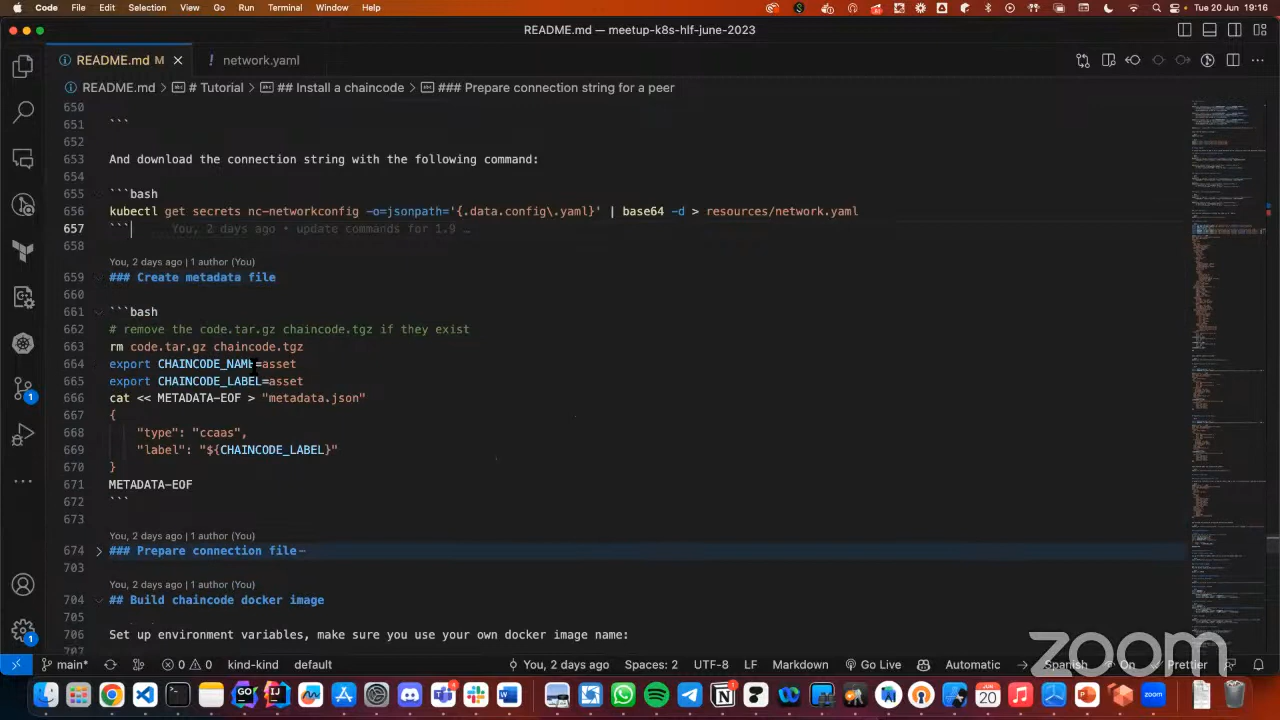 Code File Edit Selection View Go Run Terminal Window Help Tue 20 Jun 19:16
README.md — meetup-k8s-hlf-june-2023
README.md M network.yaml
README.md > # Tutorial > ## Install a chaincode > ### Prepare connection string for a peer
650
651 ```
652
653 And download the connection string with the following command:
654
655 ```bash
656 kubectl get secrets nc-networkconfig -o=jsonpath='{.data.config\.yaml}' | base64 -d > resources/network.yaml
657 ``` You, 2 days ago • update commands for 1.9 …
658
You, 2 days ago | 1 author (You)
659 ### Create metadata file
660
661 ```bash
662 # remove the code.tar.gz chaincode.tgz if they exist
663 rm code.tar.gz chaincode.tgz
664 export CHAINCODE_NAME=asset
665 export CHAINCODE_LABEL=asset
666 cat << METADATA-EOF > "metadata.json"
667 {
668 "type": "ccaas",
669 "label": "${CHAINCODE_LABEL}"
670 }
671 METADATA-EOF
672 ```
673
You, 2 days ago | 1 author (You)
674 ### Prepare connection file …
703
You, 2 days ago | 1 author (You)
704 ## Build chaincode docker image
705
706 Set up environment variables, make sure you use your own docker image name:
707
main* 0 0 kind-kind default You, 2 days ago Spaces: 2 UTF-8 LF Markdown Go Live Automatic Spanish On Prettier
zoom